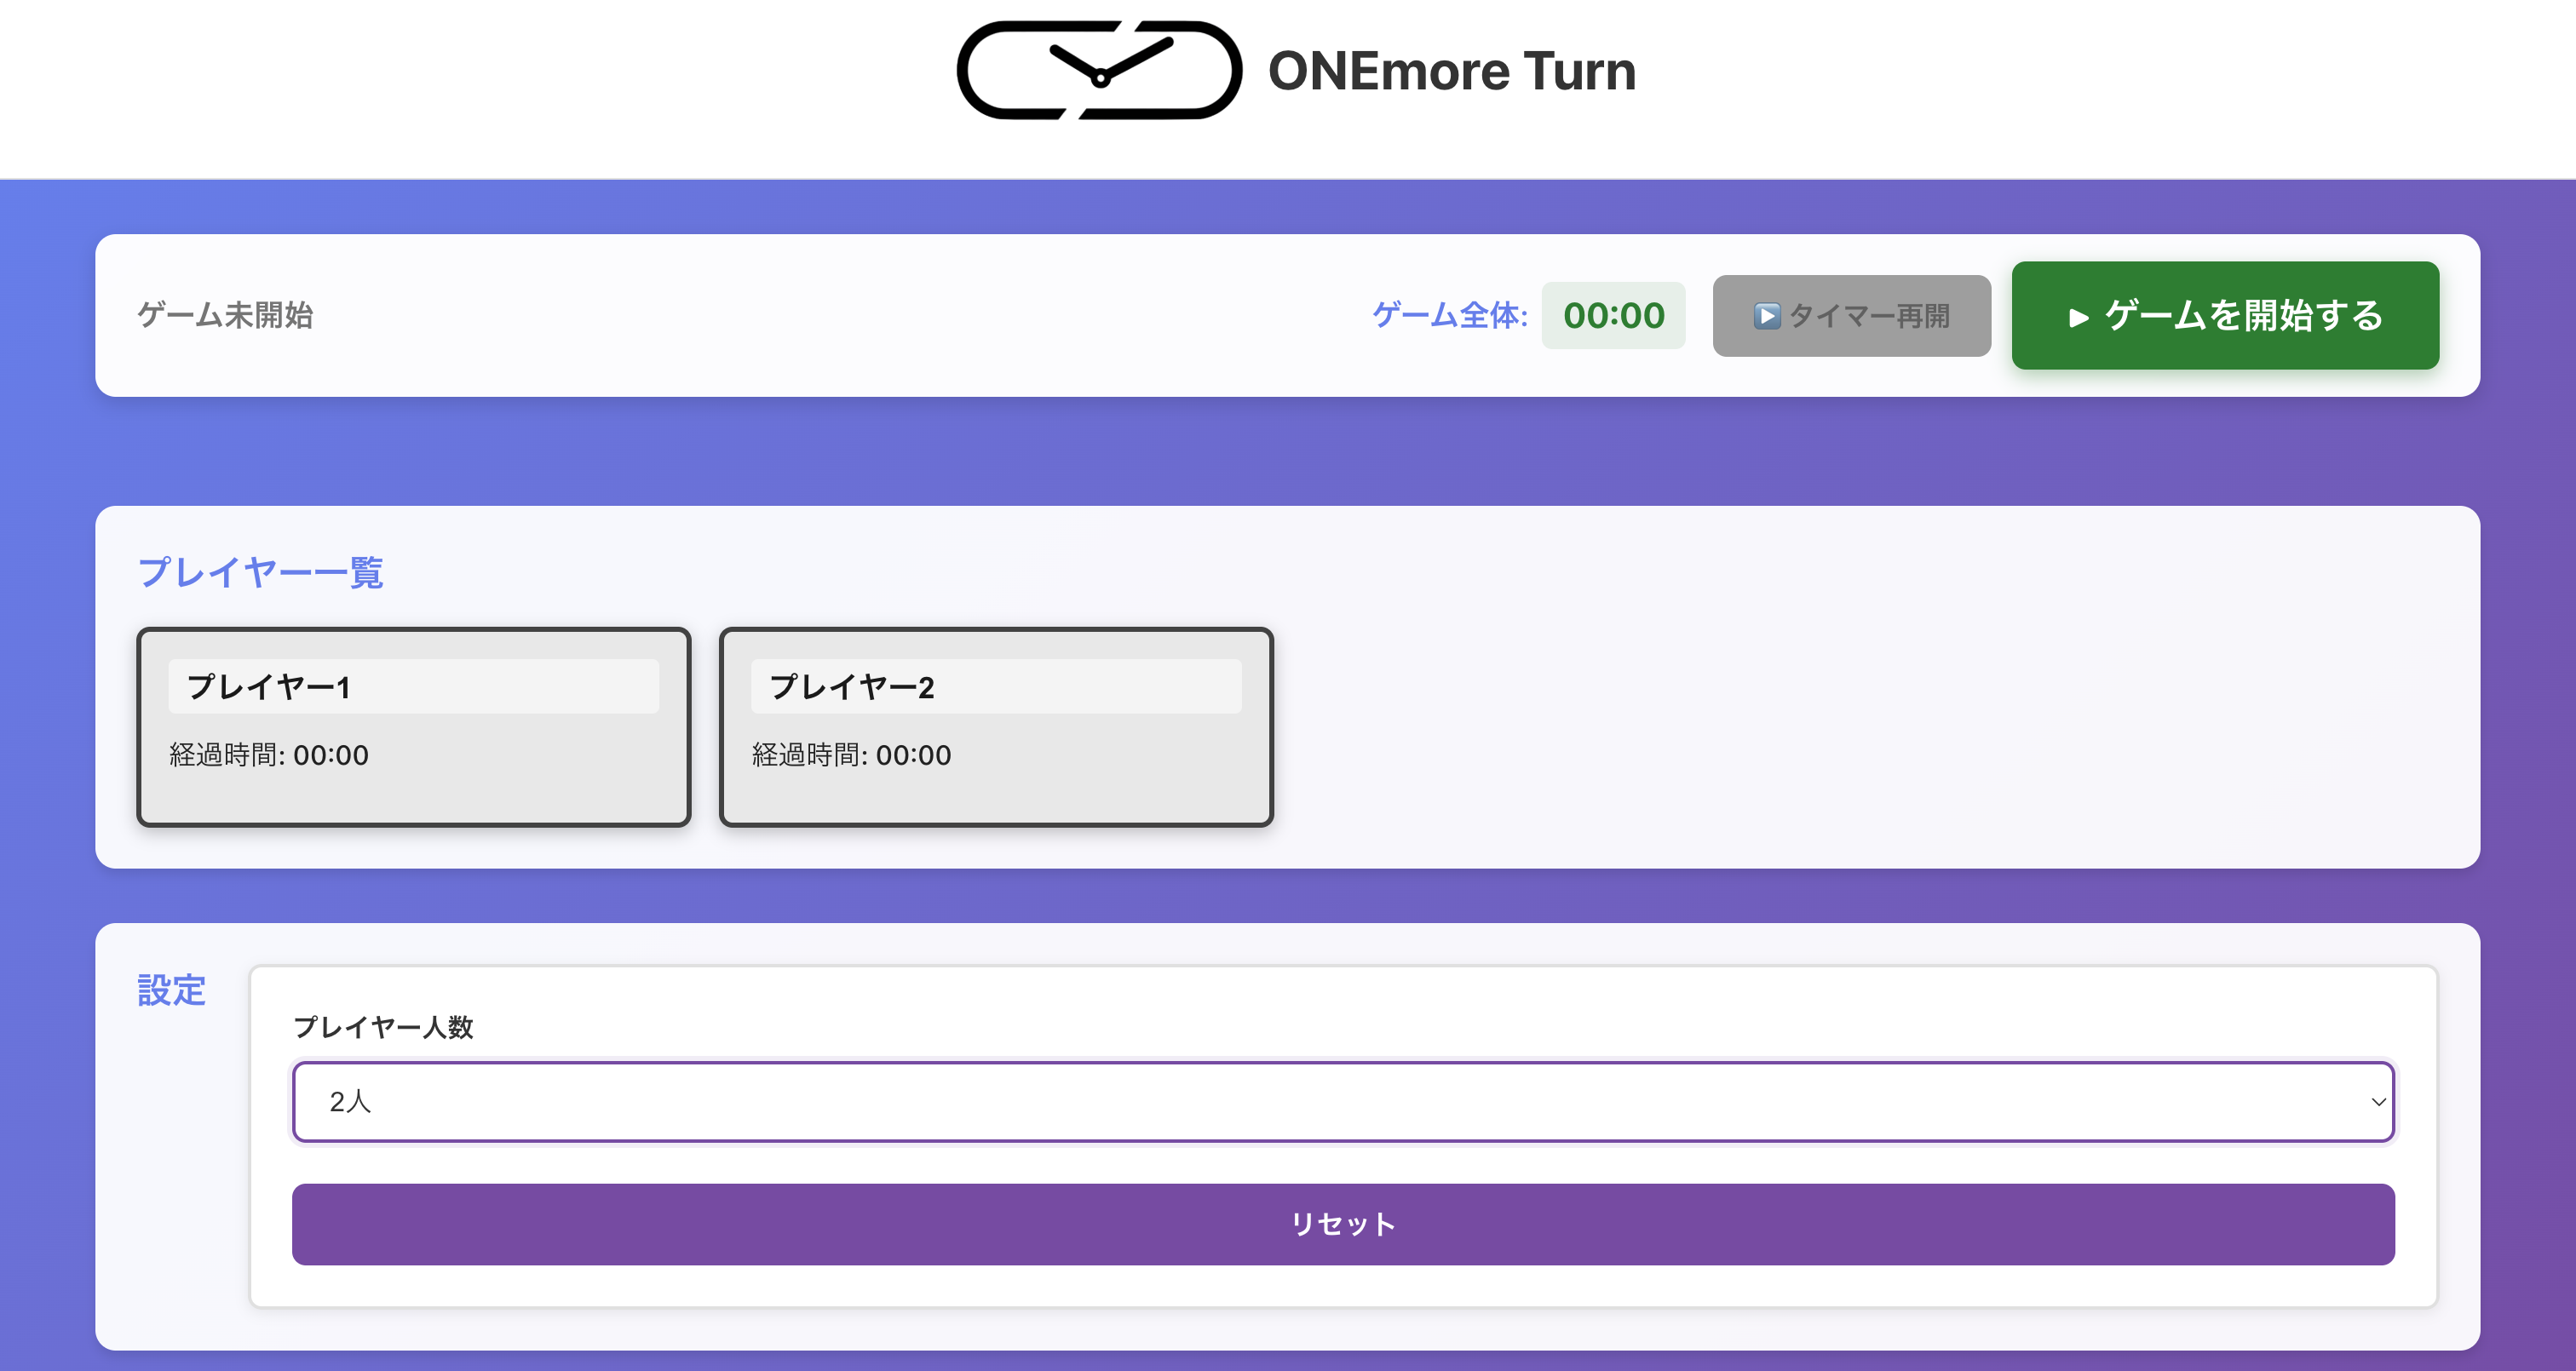 ONEmore Turn
ゲーム未開始
ゲーム全体: 00:00
タイマー再開
ゲームを開始する
プレイヤー一覧
プレイヤー1
経過時間: 00:00
プレイヤー2
経過時間: 00:00
設定
プレイヤー人数
2人
リセット